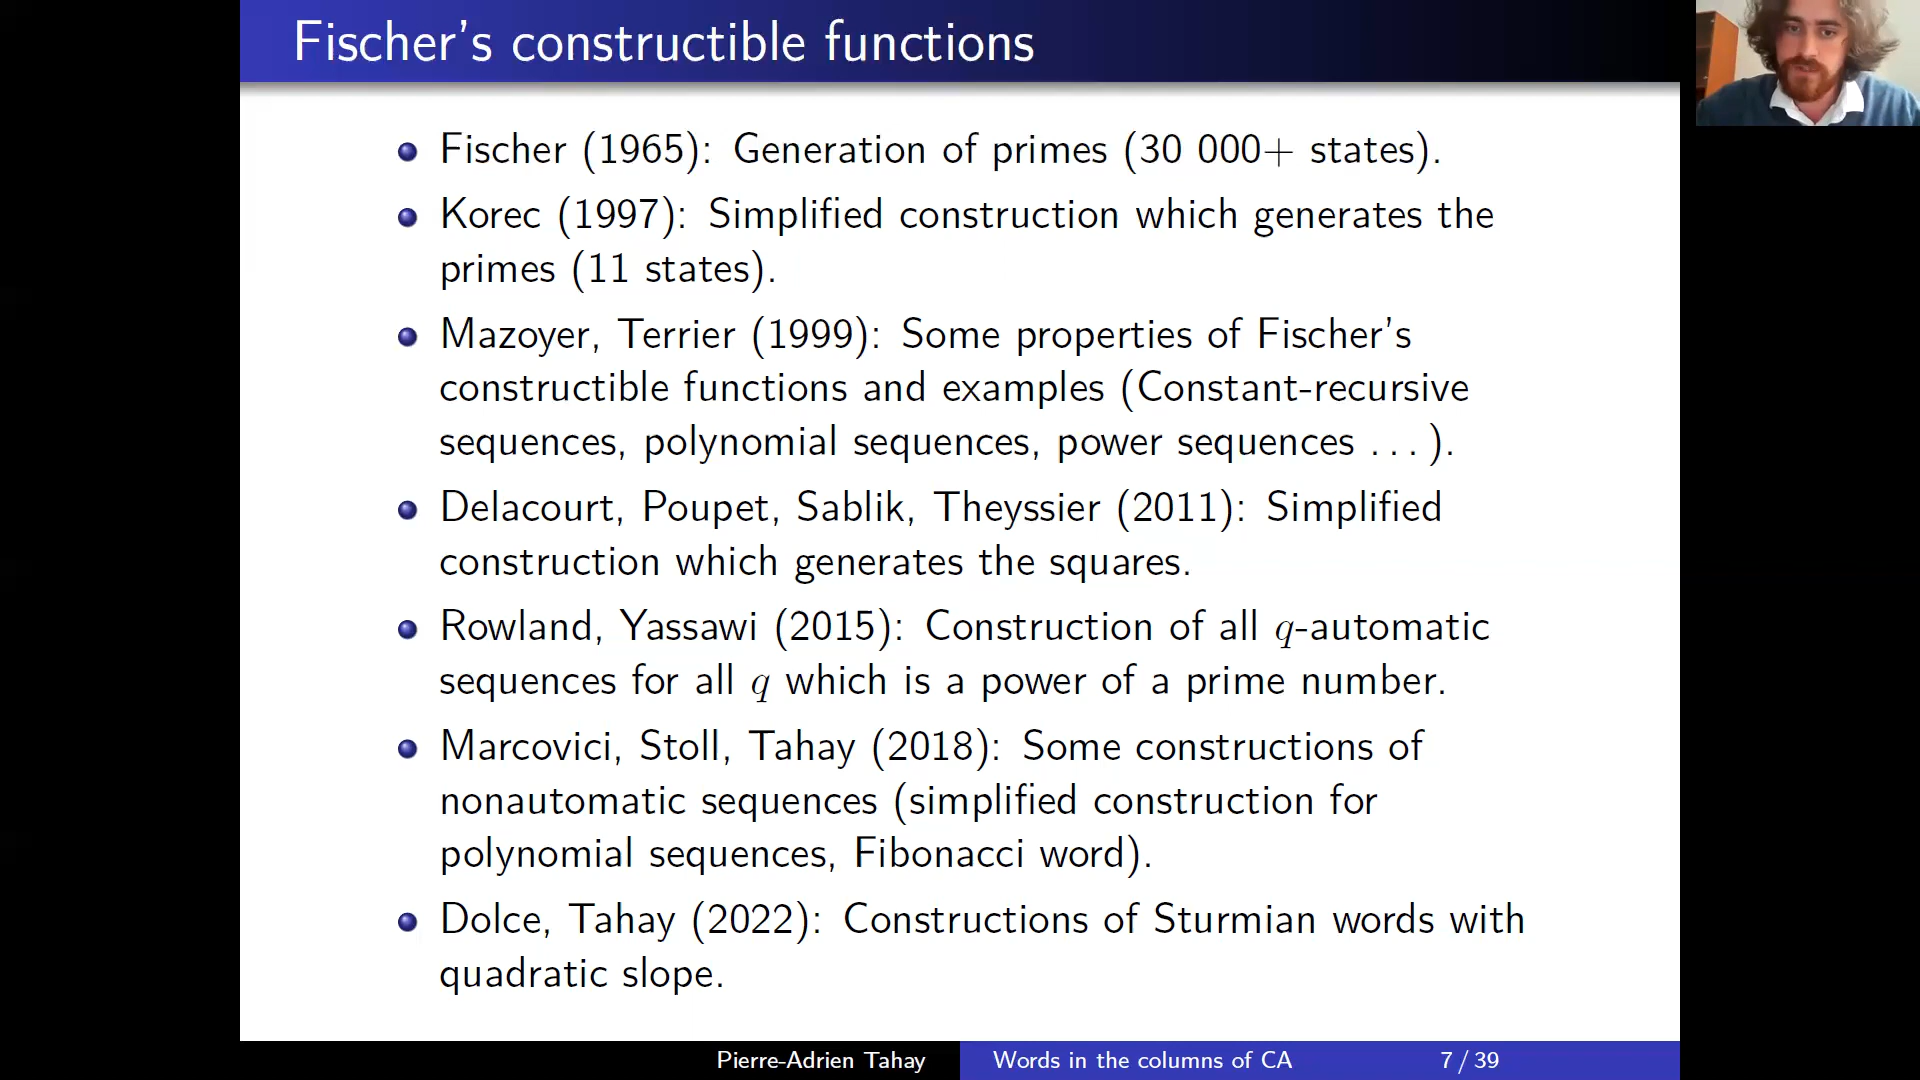 Fischer's constructible functions
Fischer (1965): Generation of primes (30 000+ states).
Korec (1997): Simplified construction which generates the
primes (11 states).
Mazoyer, Terrier (1999): Some properties of Fischer's
constructible functions and examples (Constant-recursive
sequences, polynomial sequences, power sequences ...).
Delacourt, Poupet, Sablik, Theyssier (2011): Simplified
construction which generates the squares.
Rowland, Yassawi (2015): Construction of all q-automatic
sequences for all q which is a power of a prime number.
Marcovici, Stoll, Tahay (2018): Some constructions of
nonautomatic sequences (simplified construction for
polynomial sequences, Fibonacci word).
Dolce, Tahay (2022): Constructions of Sturmian words with
quadratic slope.
Pierre-Adrien Tahay Words in the columns of CA 7 / 39